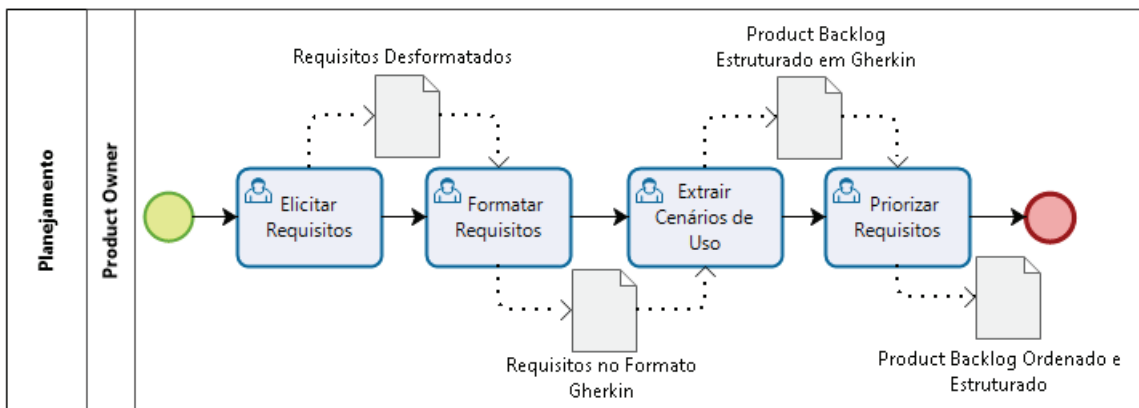 Planejamento
Product Owner
Requisitos Desformatados
Product Backlog
Estruturado em Gherkin
Elicitar
Requisitos
Formatar
Requisitos
Extrair
Cenários de
Uso
Priorizar
Requisitos
Requisitos no Formato
Gherkin
Product Backlog Ordenado e
Estruturado